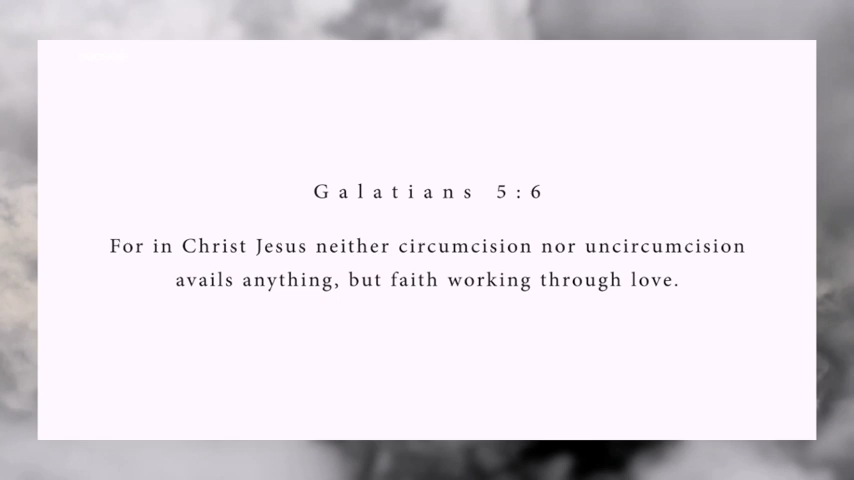 Galatians 5:6
For in Christ Jesus neither circumcision nor uncircumcision
avails anything, but faith working through love.